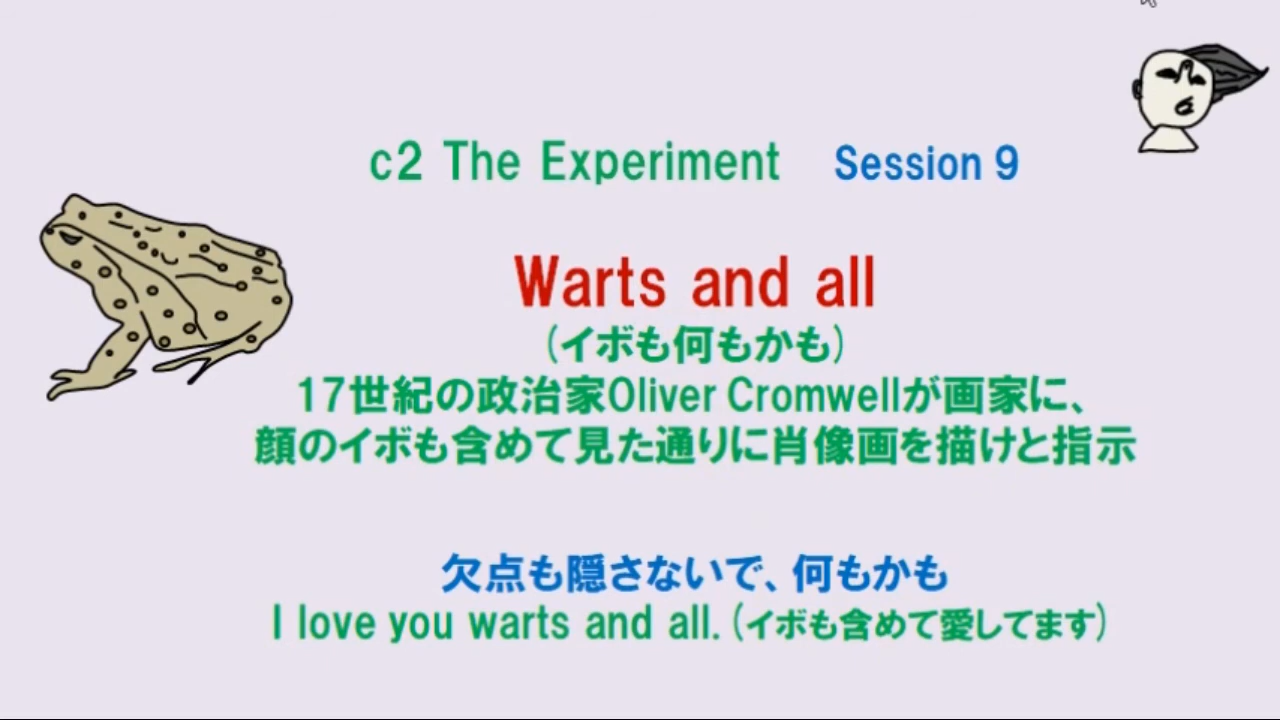 c2 The Experiment Session 9
Warts and all
(イボも何もかも)
17世紀の政治家Oliver Cromwellが画家に、
顔のイボも含めて見た通りに肖像画を描けと指示
欠点も隠さないで、何もかも
I love you warts and all. (イボも含めて愛してます)